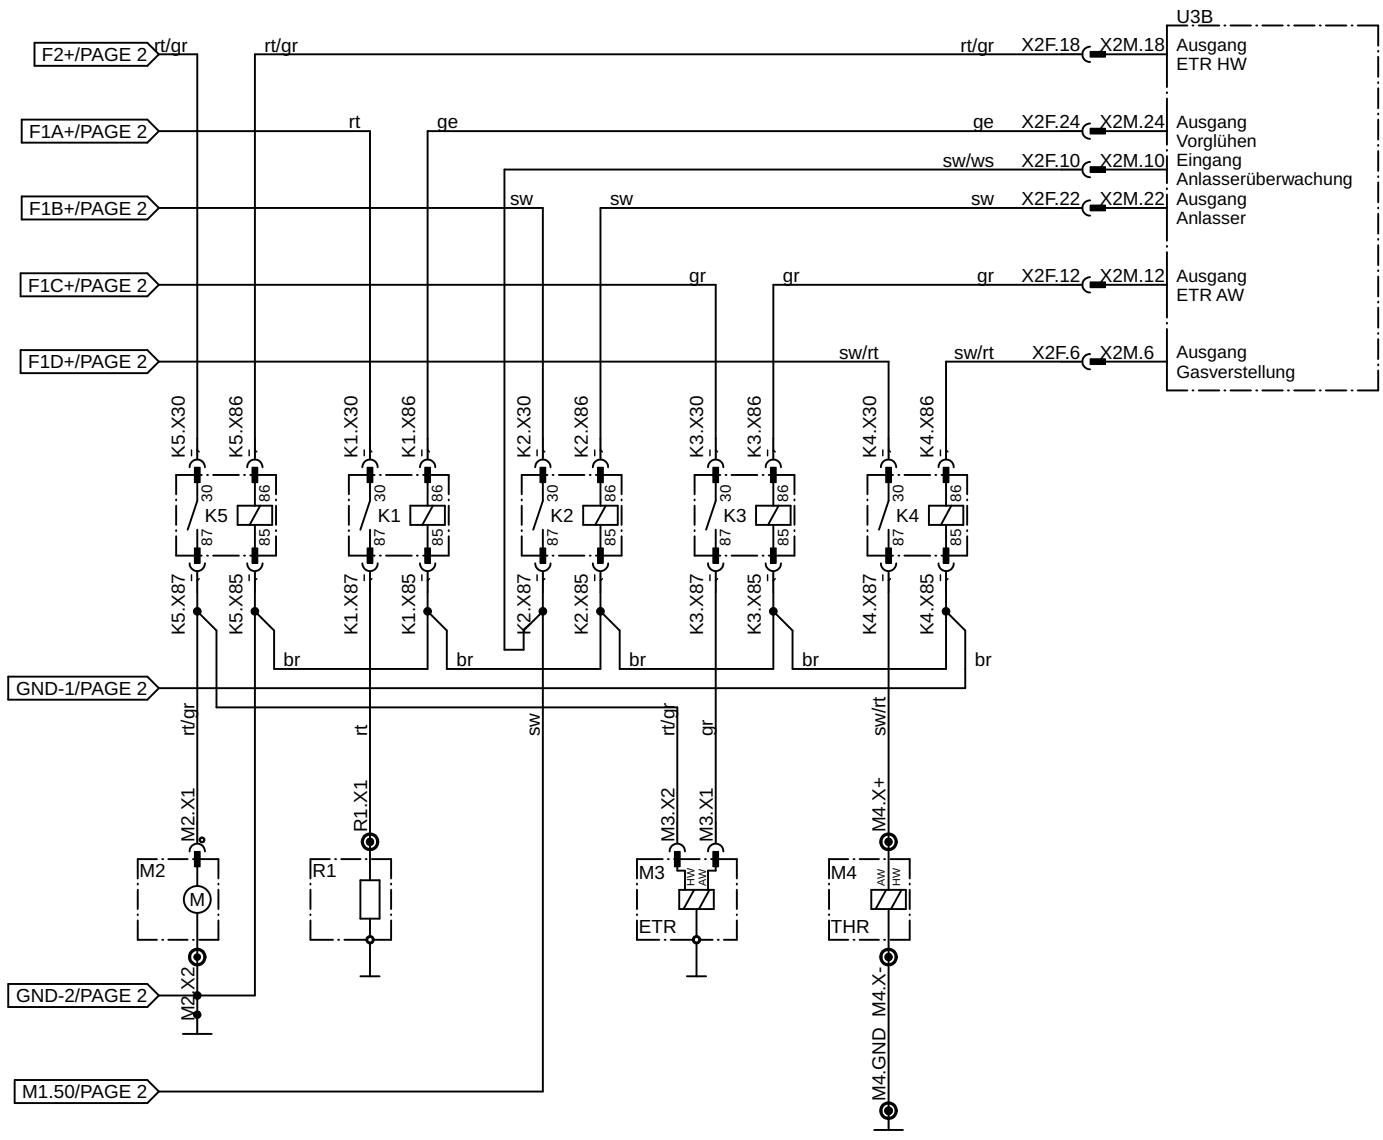 U3B
F2+/PAGE 2
rt/gr
rt/gr
rt/gr
X2F.18
X2M.18
Ausgang
ETR HW
F1A+/PAGE 2
rt
ge
ge
X2F.24
X2M.24
Ausgang
Vorglühen
sw/ws
X2F.10
X2M.10
Eingang
Anlasserüberwachung
F1B+/PAGE 2
sw
sw
sw
X2F.22
X2M.22
Ausgang
Anlasser
F1C+/PAGE 2
gr
gr
gr
X2F.12
X2M.12
Ausgang
ETR AW
F1D+/PAGE 2
sw/rt
sw/rt
X2F.6
X2M.6
Ausgang
Gasverstellung
K5.X30
K5.X86
K1.X30
K1.X86
K2.X30
K2.X86
K3.X30
K3.X86
K4.X30
K4.X86
30
86
30
86
30
86
30
86
30
86
K5
K1
K2
K3
K4
87
85
87
85
87
85
87
85
87
85
K5.X87
K5.X85
K1.X87
K1.X85
K2.X87
K2.X85
K3.X87
K3.X85
K4.X87
K4.X85
br
br
br
br
br
GND-1/PAGE 2
rt/gr
rt
sw
rt/gr
gr
sw/rt
M2.X1
R1.X1
M3.X2
M3.X1
M4.X+
M2
M
R1
M3
HW
AW
ETR
M4
AW
HW
THR
M2.X2
M4.X-
GND-2/PAGE 2
M4.GND
M1.50/PAGE 2